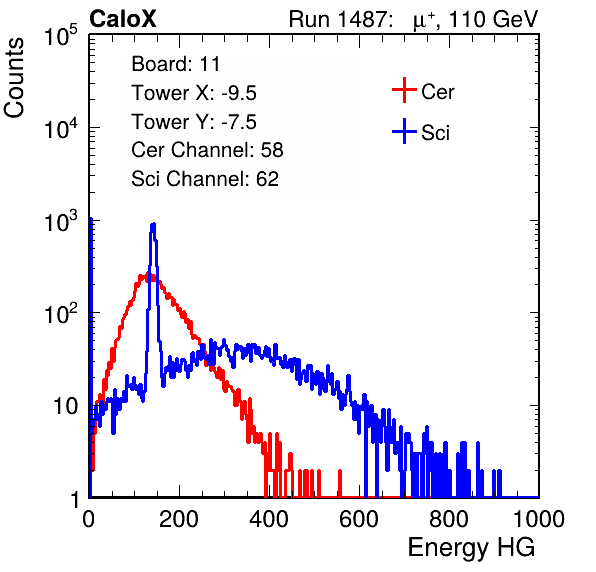 CaloX Run 1487: μ⁺, 110 GeV
Counts
Board: 11
Tower X: -9.5
Tower Y: -7.5
Cer Channel: 58
Sci Channel: 62
Cer
Sci
10⁵
10⁴
10³
10²
10
1
0 200 400 600 800 1000
Energy HG